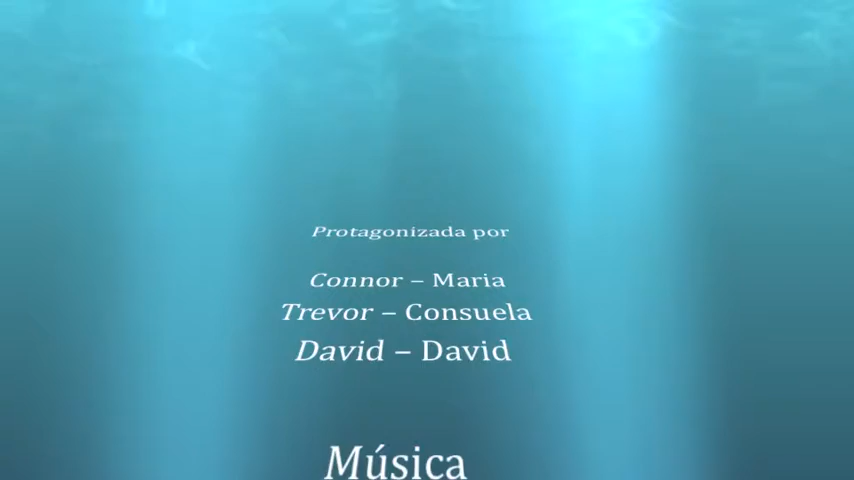 Protagonizada por
Connor – Maria
Trevor – Consuela
David – David
Música